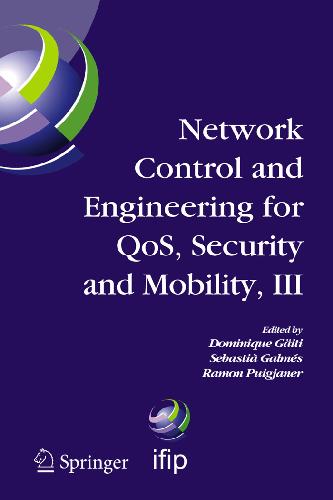 Network
Control and
Engineering for
QoS, Security
and Mobility, III
Edited by
Dominique Gäiti
Sebastià Galmés
Ramon Puigjaner
Springer
ifip